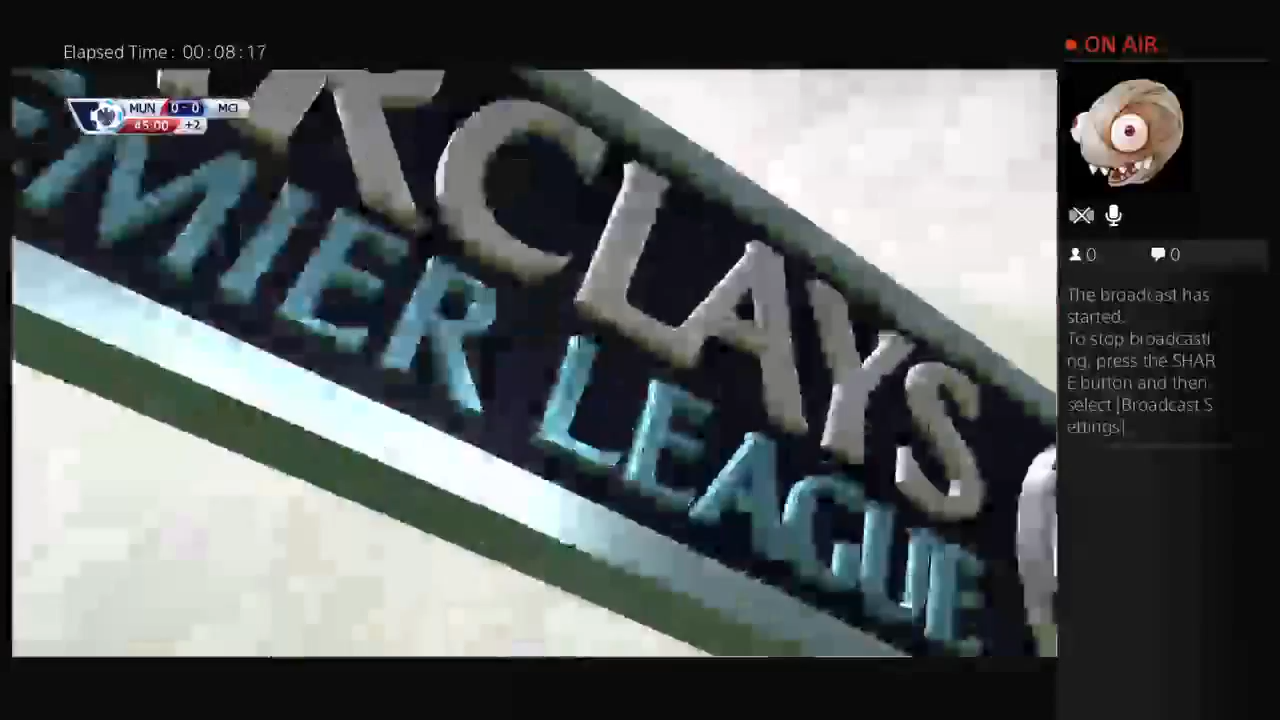 Elapsed Time: 00:08:17
ON AIR
MUN 0-0 MCI
45:00 +2
CLAYS
MIER LEAGUE
0 0
The broadcast has
started.
To stop broadcasti
ng, press the SHAR
E button and then
select [Broadcast S
ettings].